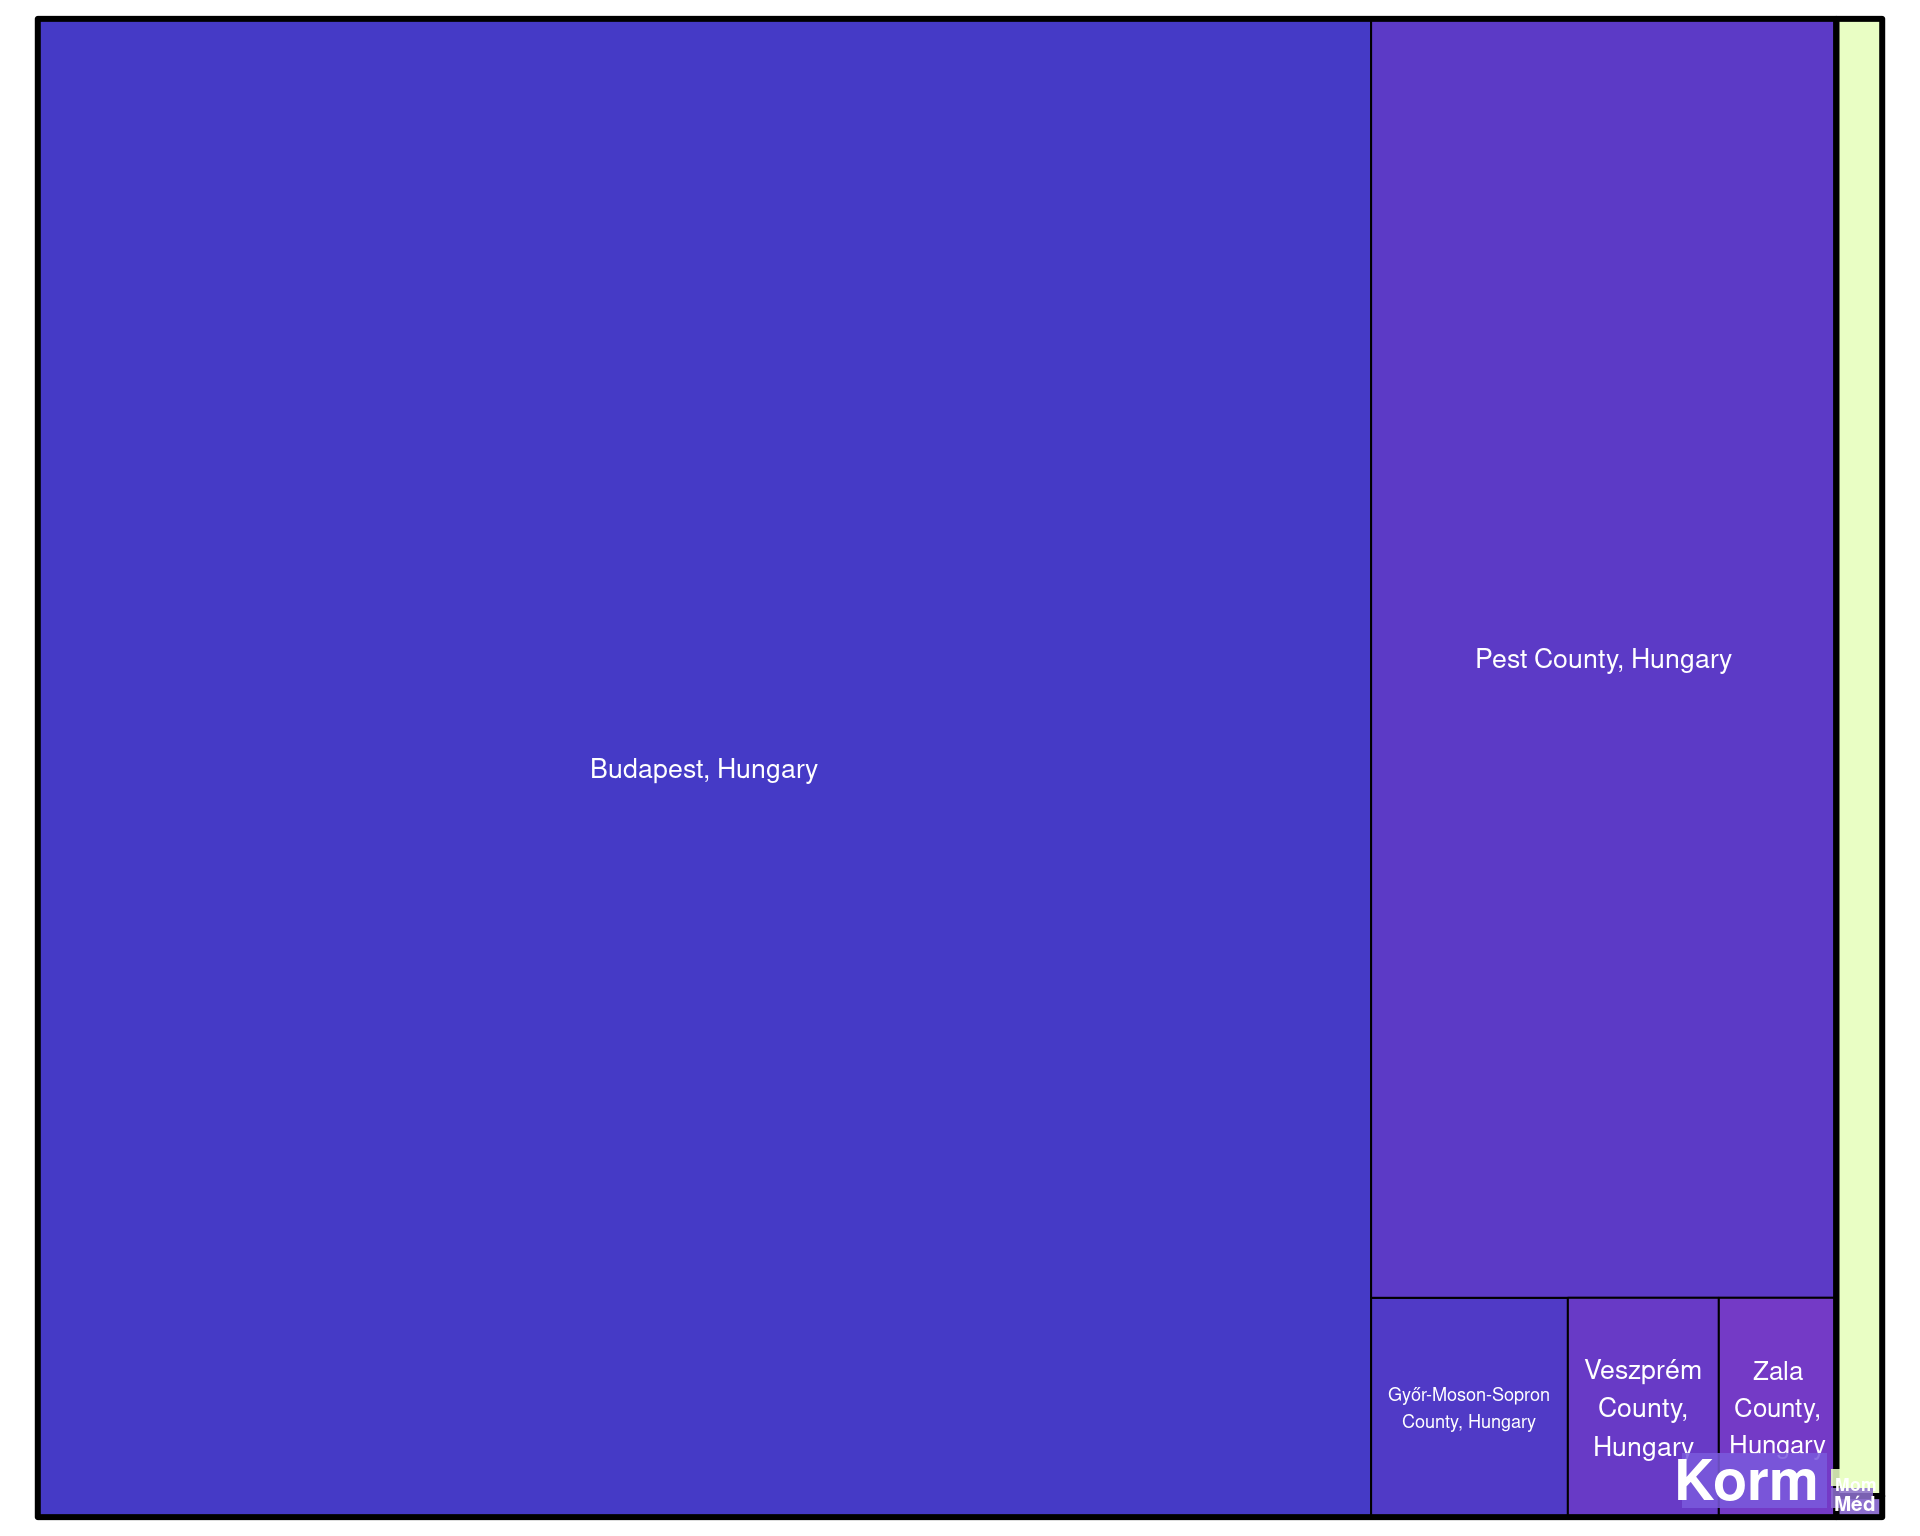 Budapest, Hungary
Pest County, Hungary
Győr-Moson-Sopron
County, Hungary
Veszprém
County,
Hungary
Zala
County,
Hungary
Korm
Mom
Méd